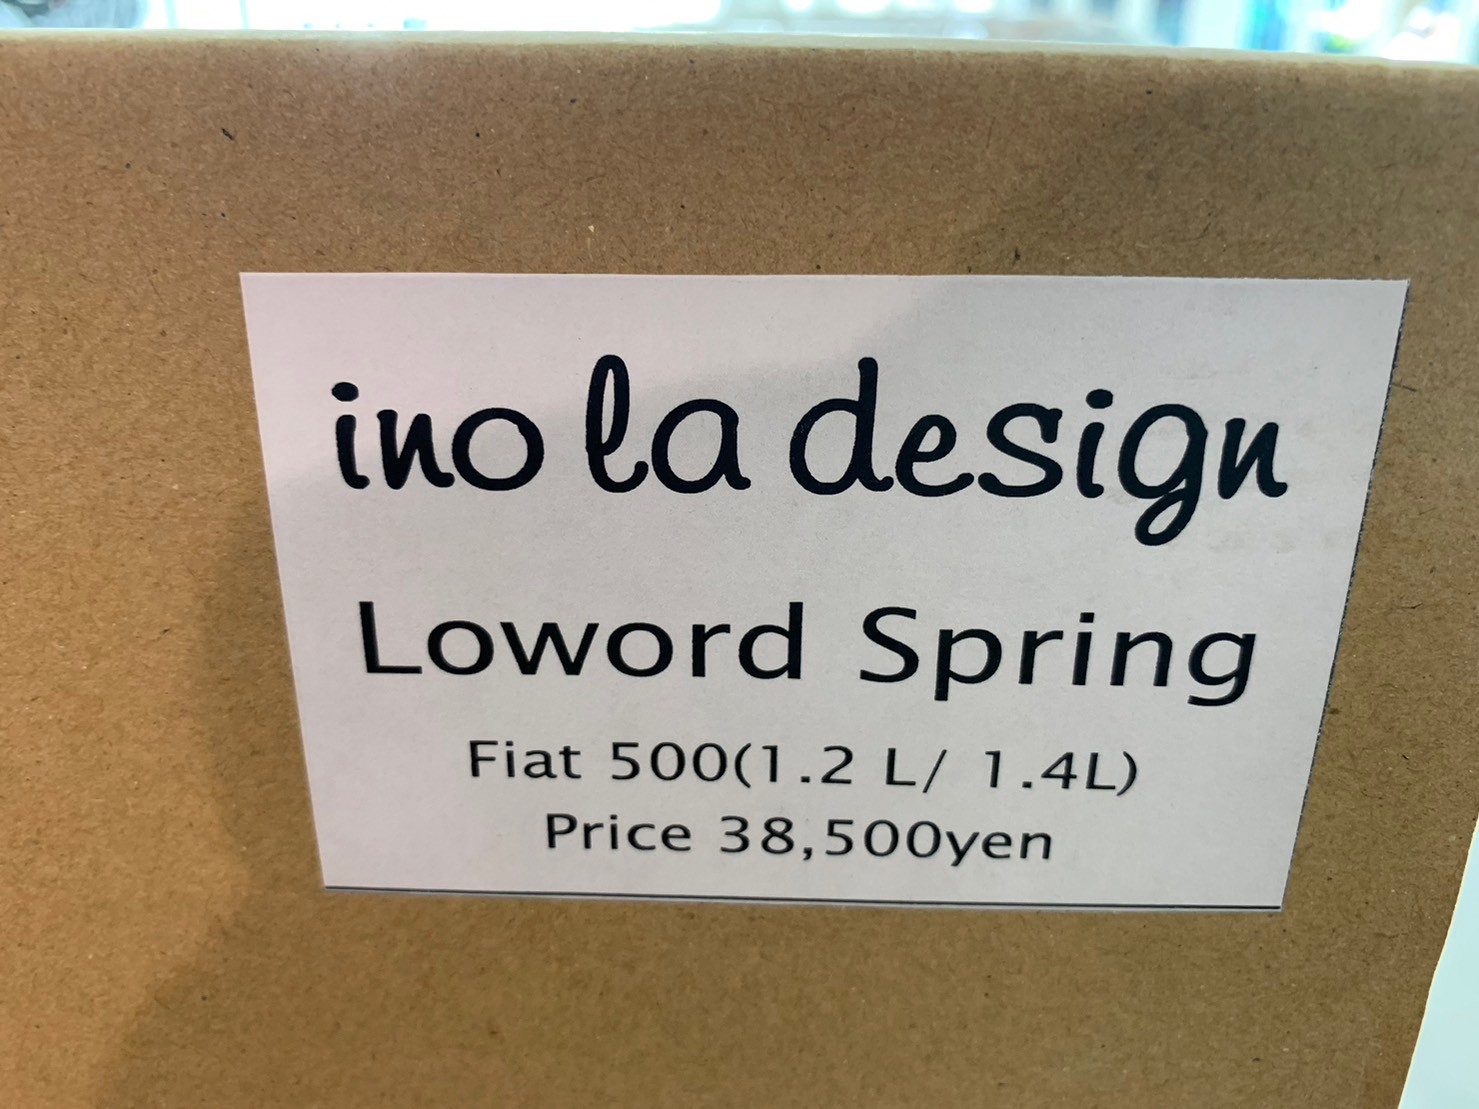 ino la design
Loword Spring
Fiat 500(1.2 L/ 1.4L)
Price 38,500yen